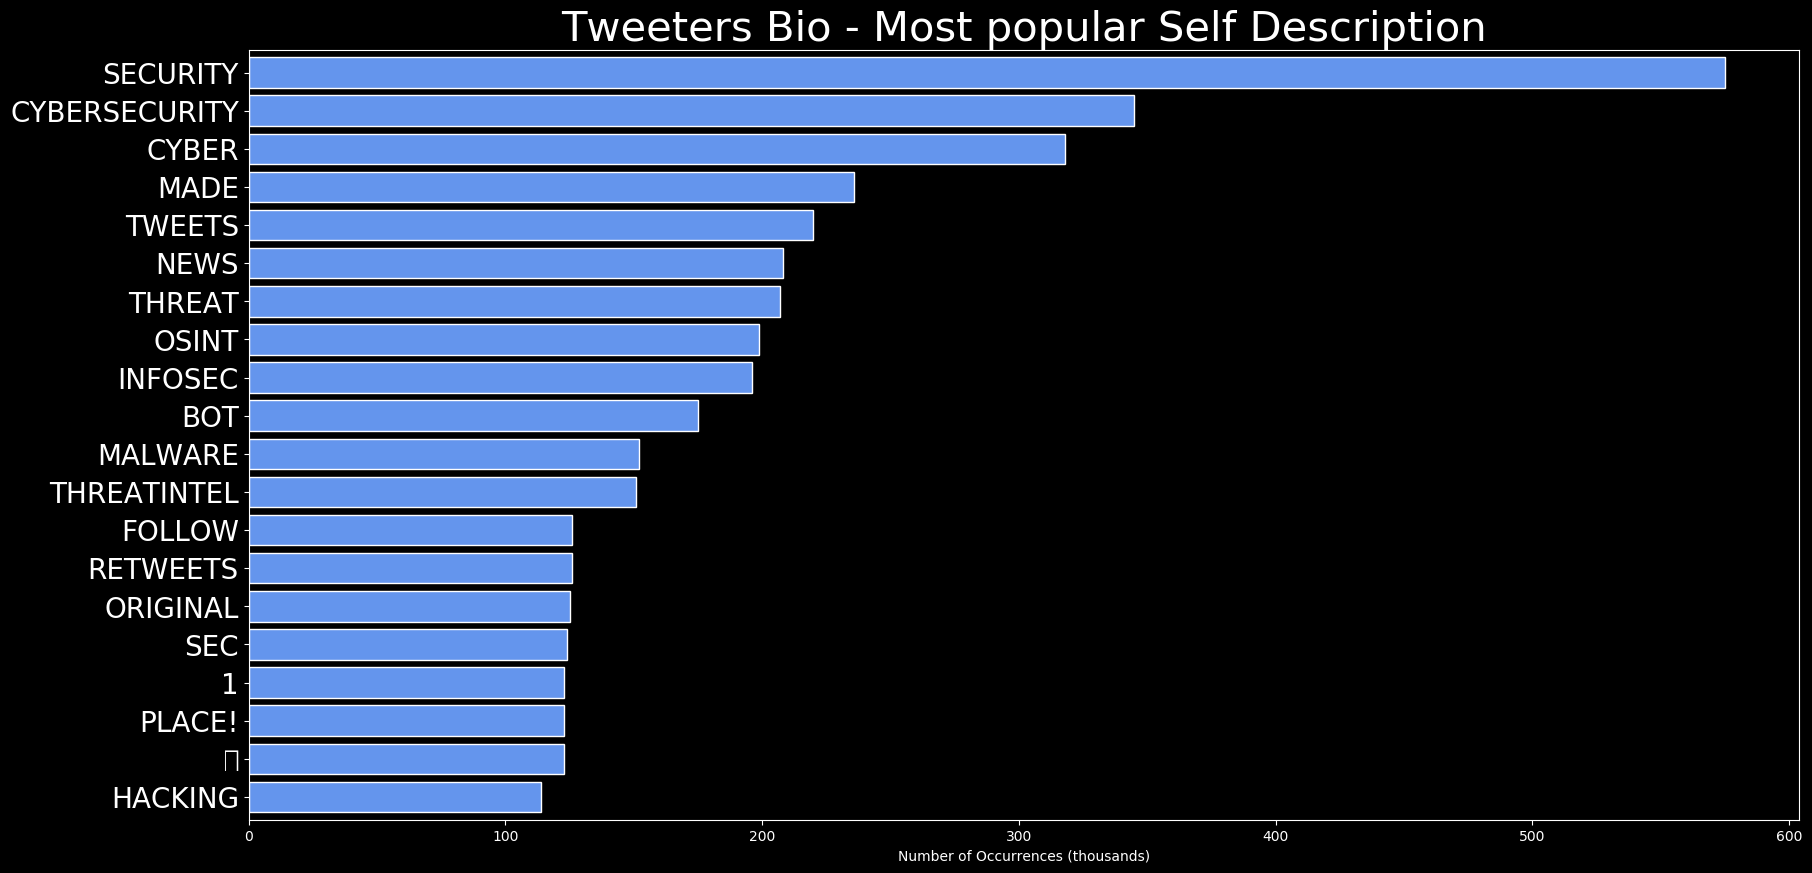 Tweeters Bio - Most popular Self Description
SECURITY
CYBERSECURITY
CYBER
MADE
TWEETS
NEWS
THREAT
OSINT
INFOSEC
BOT
MALWARE
THREATINTEL
FOLLOW
RETWEETS
ORIGINAL
SEC
1
PLACE!
HACKING
0 100 200 300 400 500 600
Number of Occurrences (thousands)